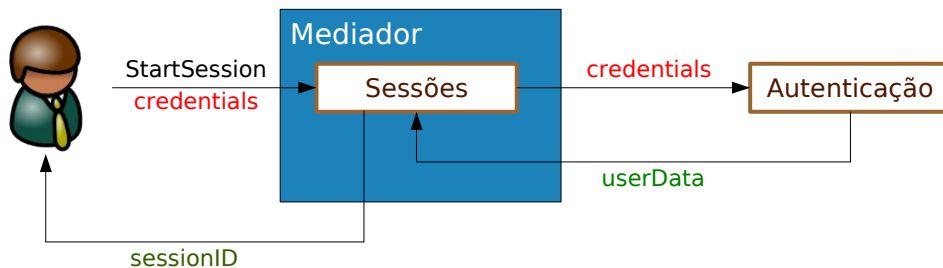 Mediador
StartSession
credentials
Sessões
credentials
Autenticação
userData
sessionID